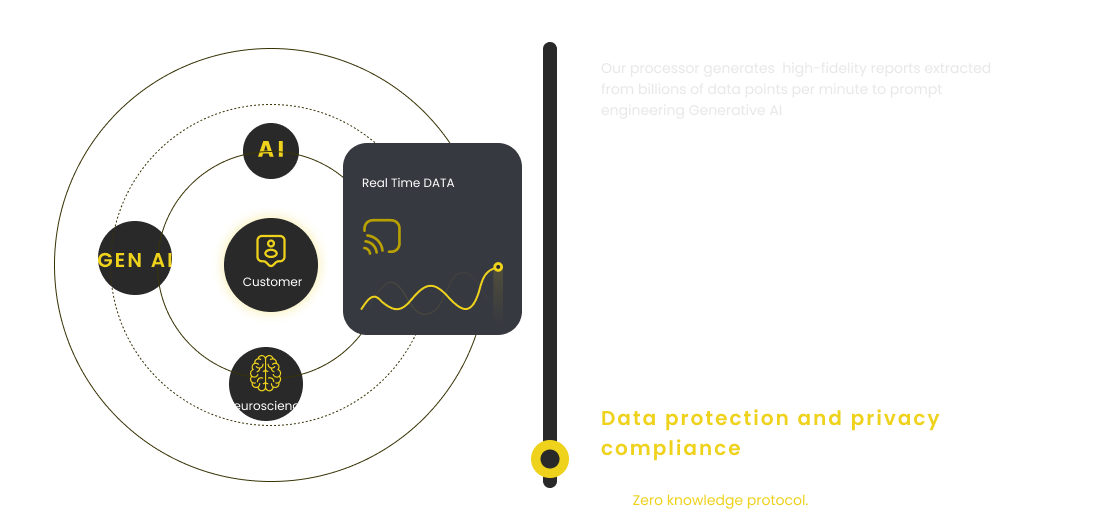 Our processor generates high-fidelity reports extracted
from billions of data points per minute to prompt
engineering Generative AI
AI
Real Time DATA
GEN AI
Customer
euroscienc
Data protection and privacy
compliance
Zero knowledge protocol.